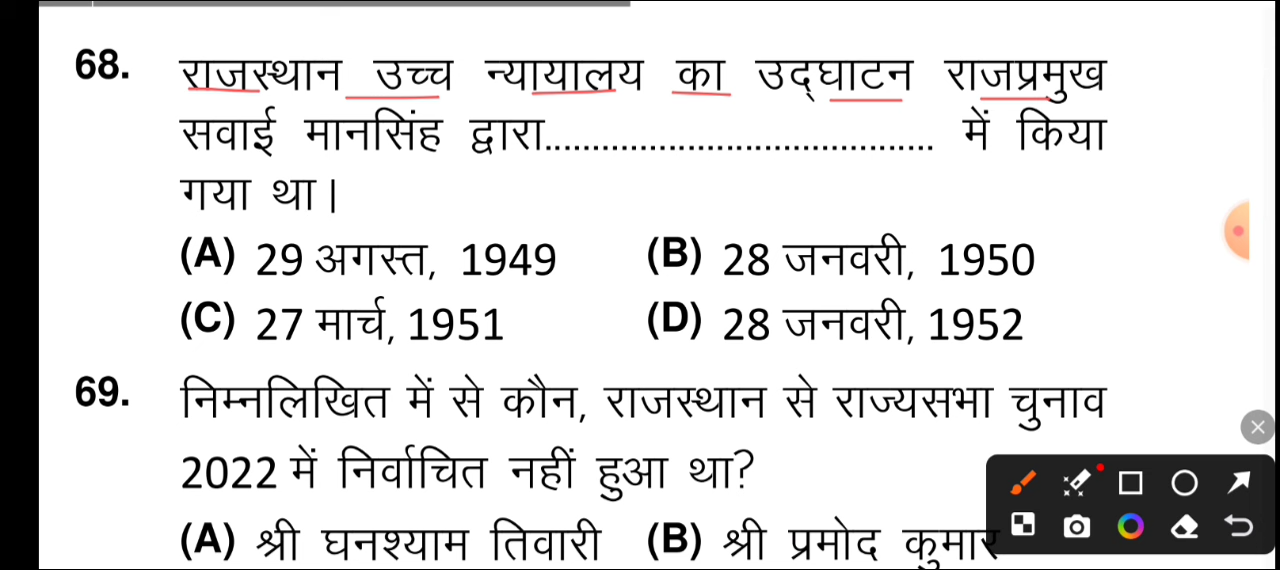 68. राजस्थान उच्च न्यायालय का उद्घाटन राजप्रमुख
सवाई मानसिंह द्वारा....................................... में किया
गया था।
(A) 29 अगस्त, 1949 (B) 28 जनवरी, 1950
(C) 27 मार्च, 1951 (D) 28 जनवरी, 1952
69. निम्नलिखित में से कौन, राजस्थान से राज्यसभा चुनाव
2022 में निर्वाचित नहीं हुआ था?
(A) श्री घनश्याम तिवारी (B) श्री प्रमोद कुमार